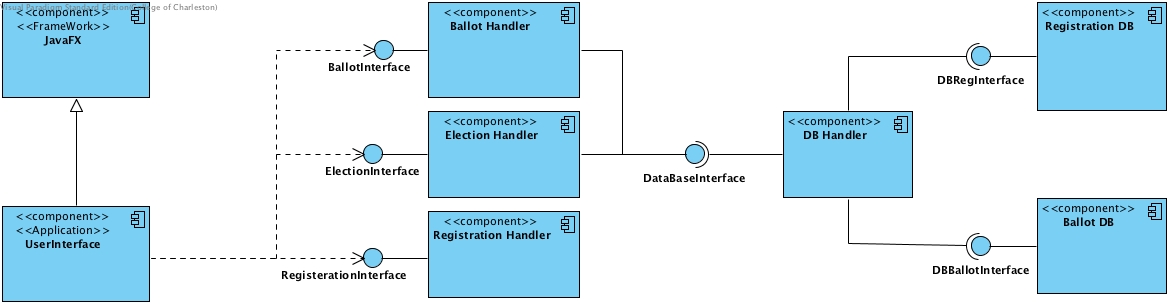 Visual Paradigm Standard Edition(College of Charleston)
<<component>>
<<FrameWork>>
JavaFX
<<component>>
<<Application>>
UserInterface
BallotInterface
ElectionInterface
RegisterationInterface
<<component>>
Ballot Handler
<<component>>
Election Handler
<<component>>
Registration Handler
DataBaseInterface
<<component>>
DB Handler
DBRegInterface
DBBallotInterface
<<component>>
Registration DB
<<component>>
Ballot DB